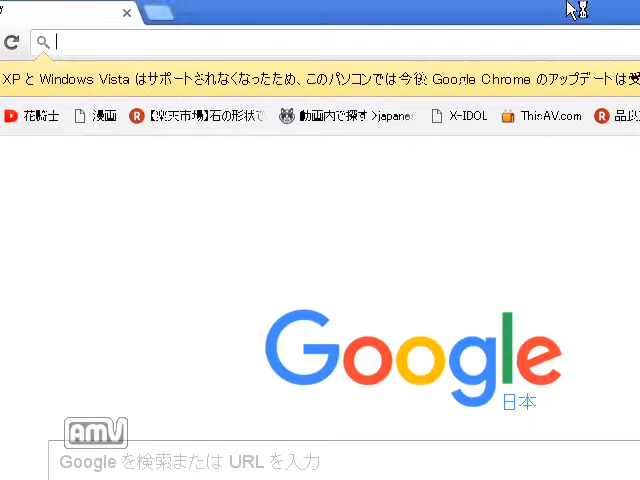 XP と Windows Vista はサポートされなくなったため、このパソコンでは今後 Google Chrome のアップデートは受
花騎士 漫画 【楽天市場】石の形状で 動画内で探す >japane X-IDOL ThisAV.com 品
Google
日本
AMV
Google を検索または URL を入力